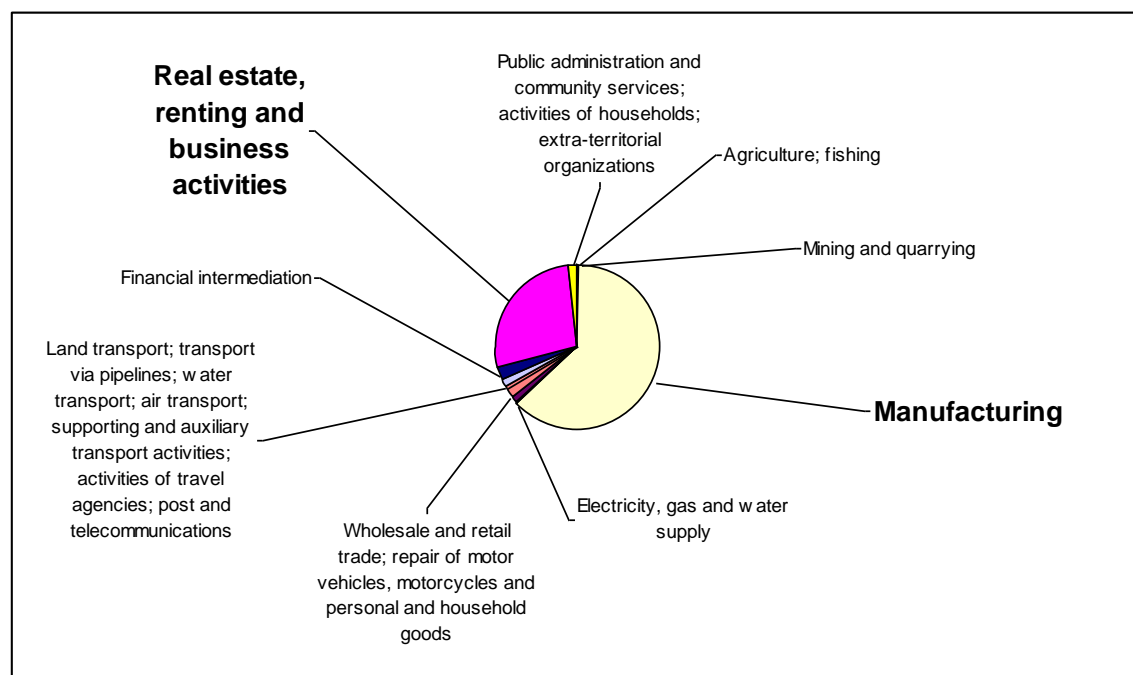 Real estate,
renting and
business
activities
Public administration and
community services;
activities of households;
extra-territorial
organizations
Agriculture; fishing
Mining and quarrying
Financial intermediation
Land transport; transport
via pipelines; water
transport; air transport;
supporting and auxiliary
transport activities;
activities of travel
agencies; post and
telecommunications
Manufacturing
Electricity, gas and water
supply
Wholesale and retail
trade; repair of motor
vehicles, motorcycles and
personal and household
goods